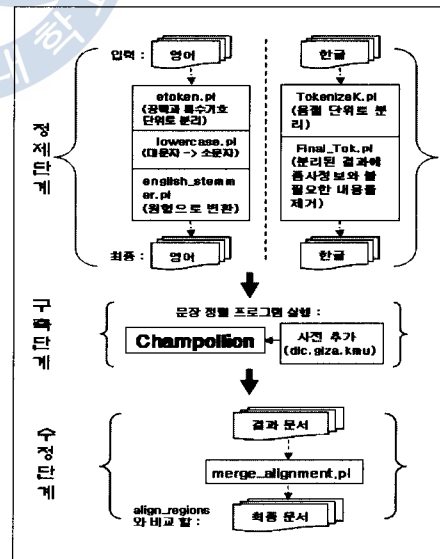 대학
정제단계
입력 : 영어
etoken.pl
(공백과 특수기호
단위로 분리)
lowercase.pl
(대문자 -> 소문자)
english_stemm
er.pl
(원형으로 변환)
최종 : 영어
한글
TokenizeK.pl
(음절 단위로 분
리)
Final_Tok.pl
(분리된 결과에
품사정보와 불
필요한 내용을
제거)
한글
구축단계
문장 정렬 프로그램 실행 :
Champollion
사전 추가
(dic.giza.kmu)
수정단계
결과 문서
merge_alignment.pl
align_regions
와 비교 할 :
최종 문서